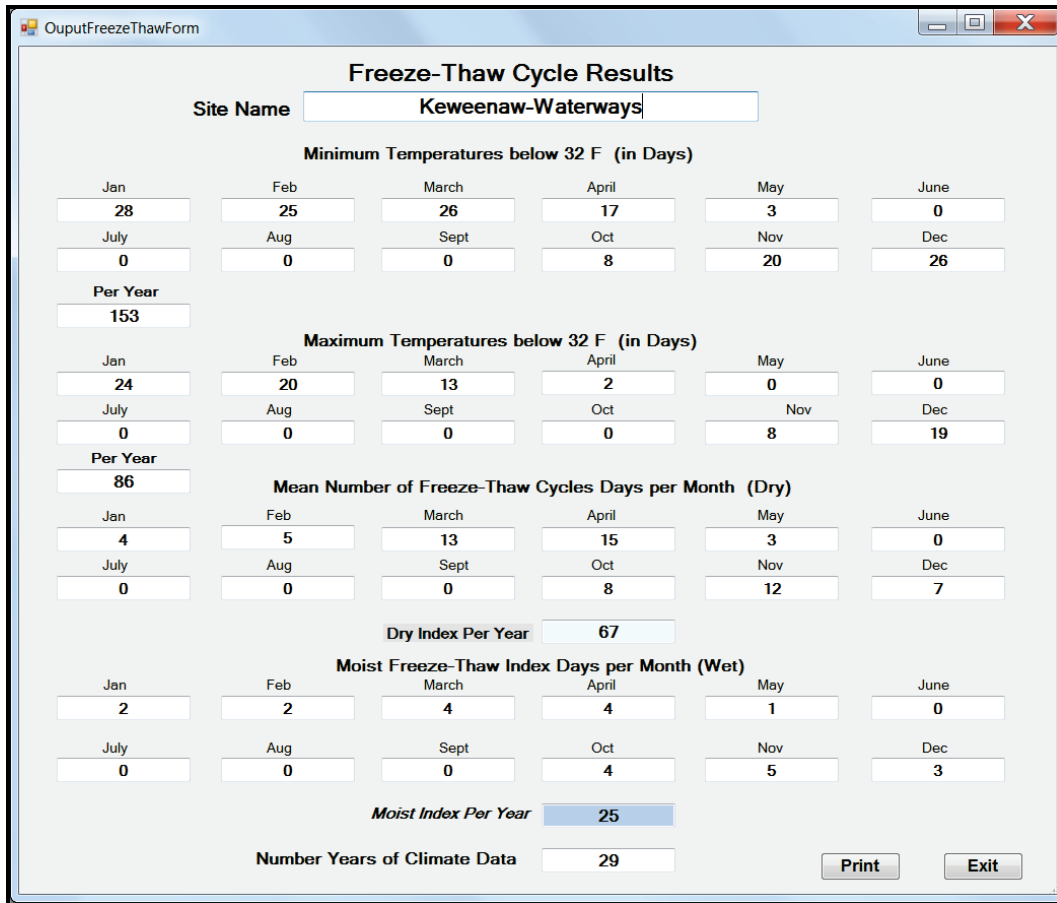 OuputFreezeThawForm
Freeze-Thaw Cycle Results
Site Name Keweenaw-Waterways
Minimum Temperatures below 32 F (in Days)
Jan Feb March April May June
28 25 26 17 3 0
July Aug Sept Oct Nov Dec
0 0 0 8 20 26
Per Year
153
Maximum Temperatures below 32 F (in Days)
Jan Feb March April May June
24 20 13 2 0 0
July Aug Sept Oct Nov Dec
0 0 0 0 8 19
Per Year
86
Mean Number of Freeze-Thaw Cycles Days per Month (Dry)
Jan Feb March April May June
4 5 13 15 3 0
July Aug Sept Oct Nov Dec
0 0 0 8 12 7
Dry Index Per Year 67
Moist Freeze-Thaw Index Days per Month (Wet)
Jan Feb March April May June
2 2 4 4 1 0
July Aug Sept Oct Nov Dec
0 0 0 4 5 3
Moist Index Per Year 25
Number Years of Climate Data 29
Print Exit